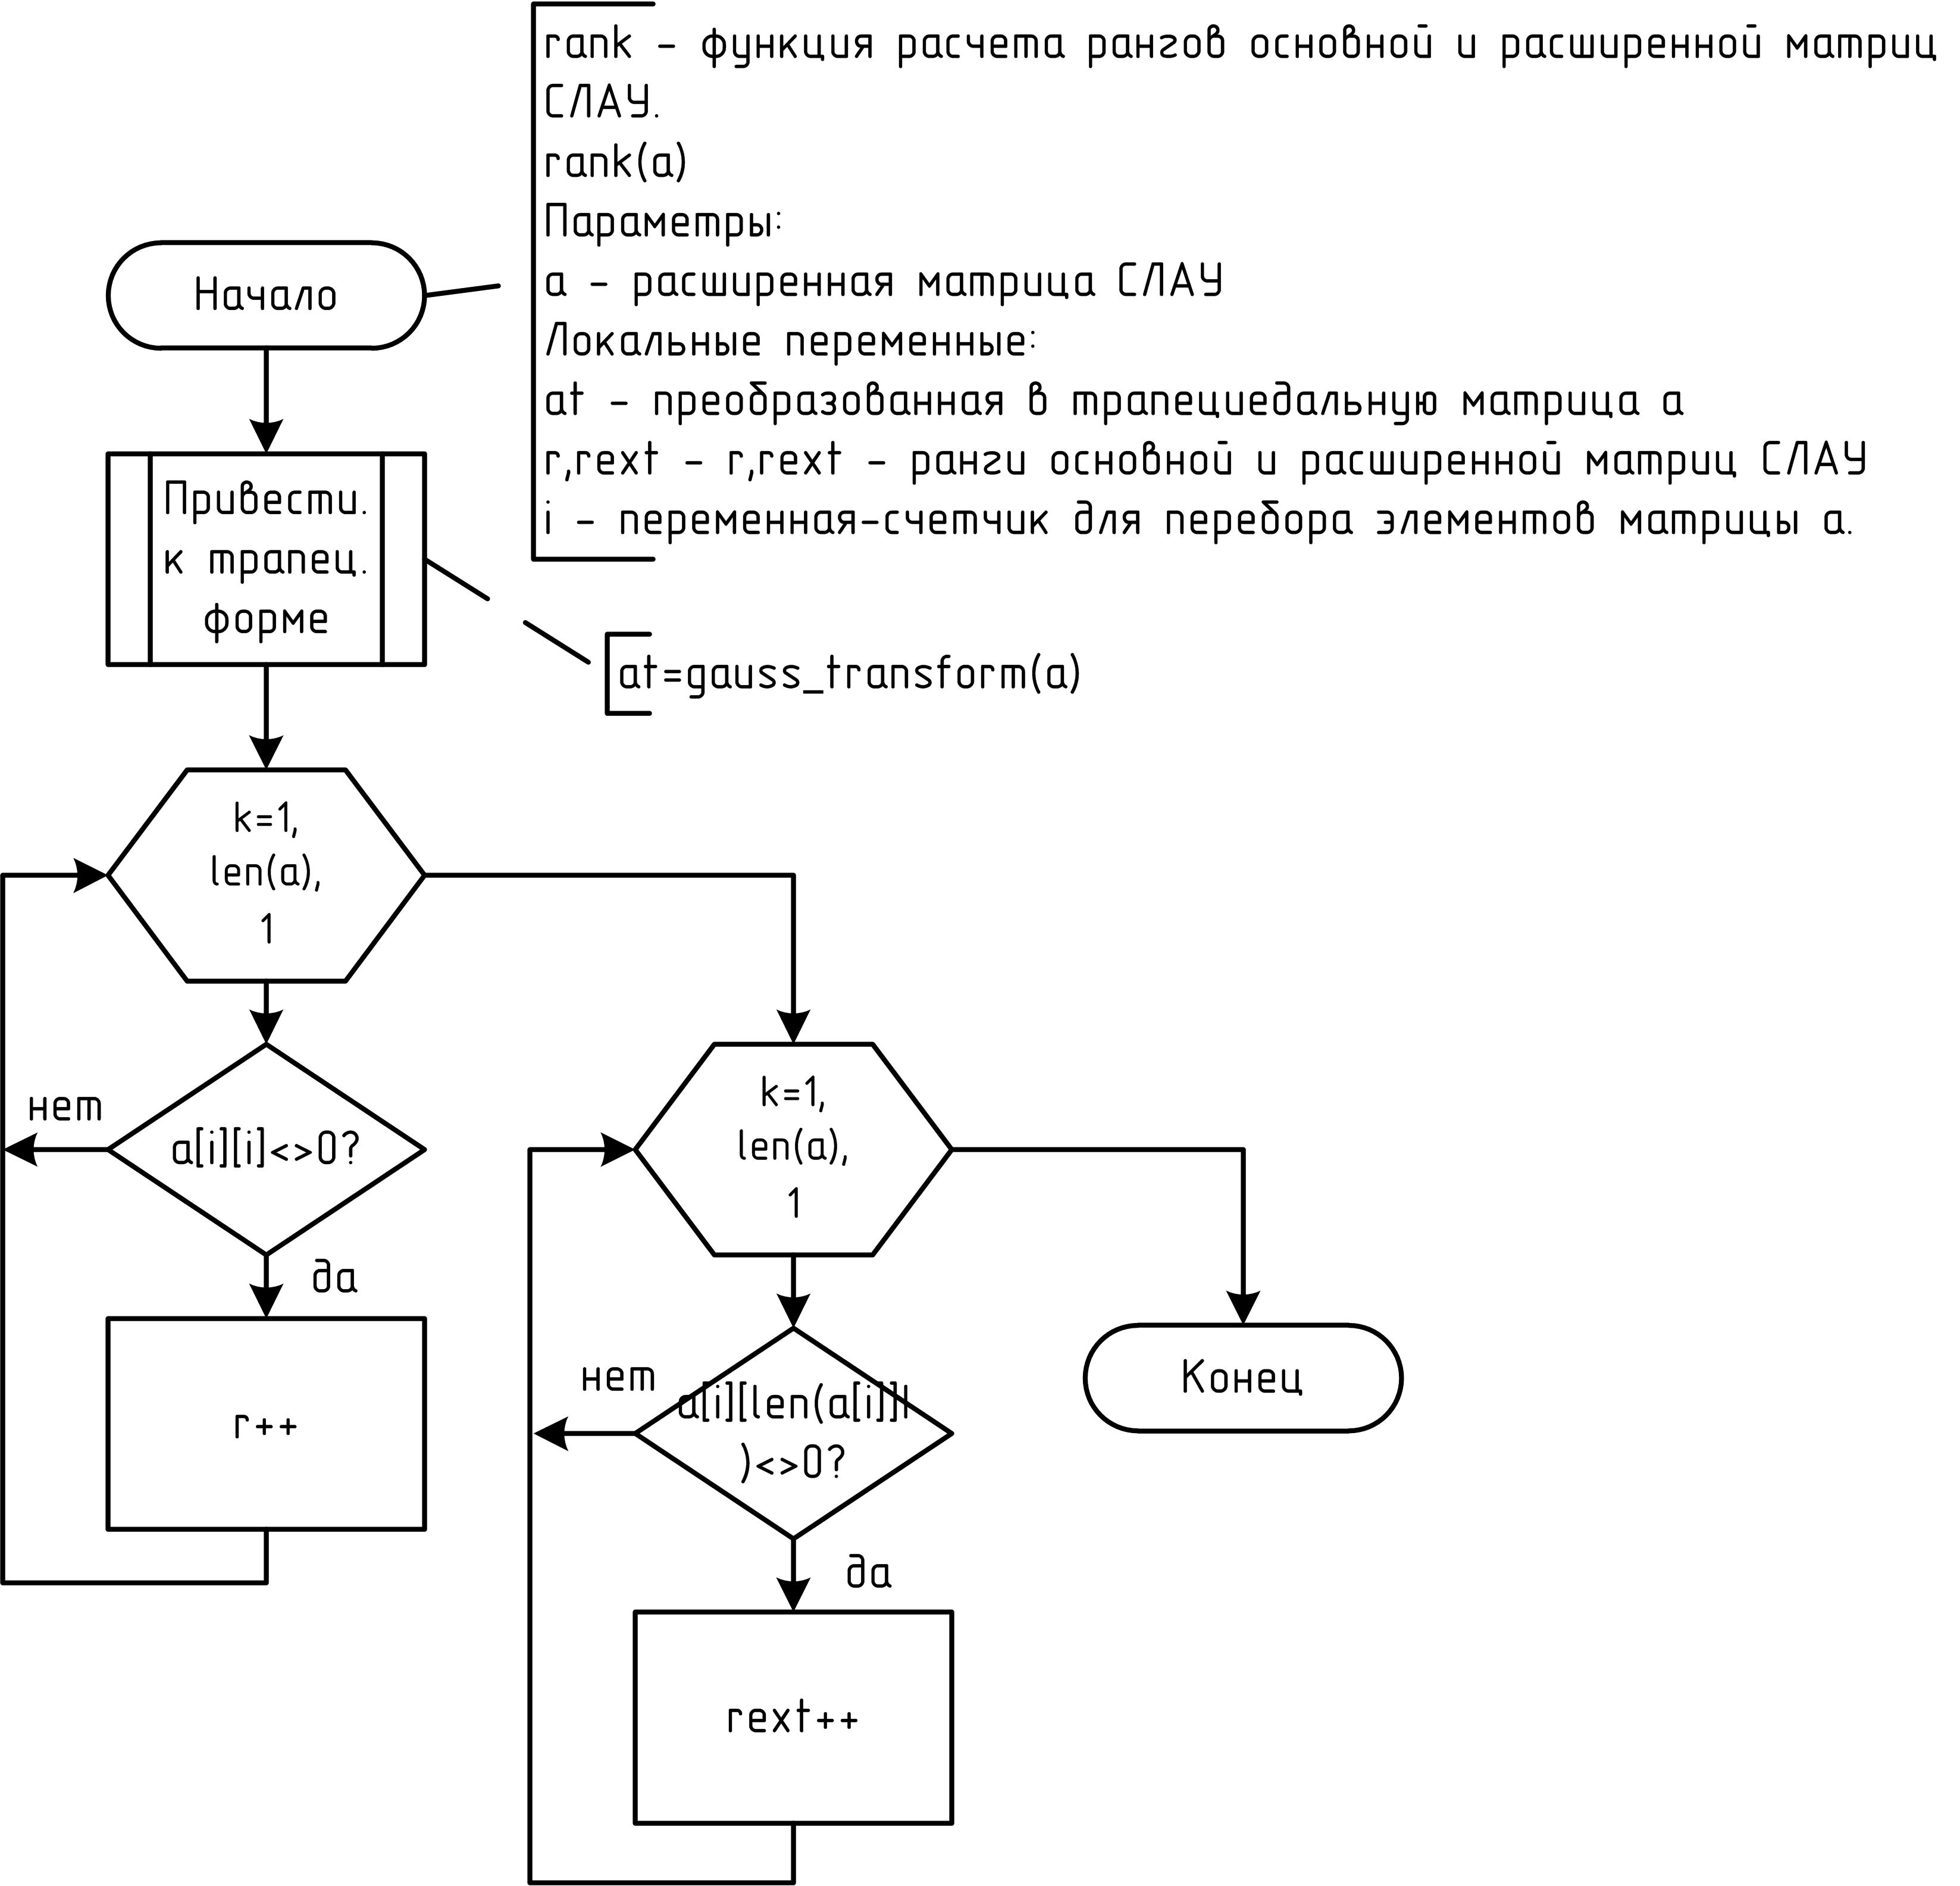 rank - функция расчета рангов основной и расширенной матриц
СЛАУ.
rank(a)
Параметры:
a - расширенная матрица СЛАУ
Локальные переменные:
at - преобразованная в трапециедальную матрица a
r,rext - r,rext - ранги основной и расширенной матриц СЛАУ
i - переменная-счетчик для перебора элементов матрицы a.
Начало
Привести.
к трапец.
форме
at=gauss_transform(a)
k=1,
len(a),
1
нет
a[i][i]<>0?
да
r++
k=1,
len(a),
1
нет
a[i][len(a[i]]
)<>0?
да
rext++
Конец